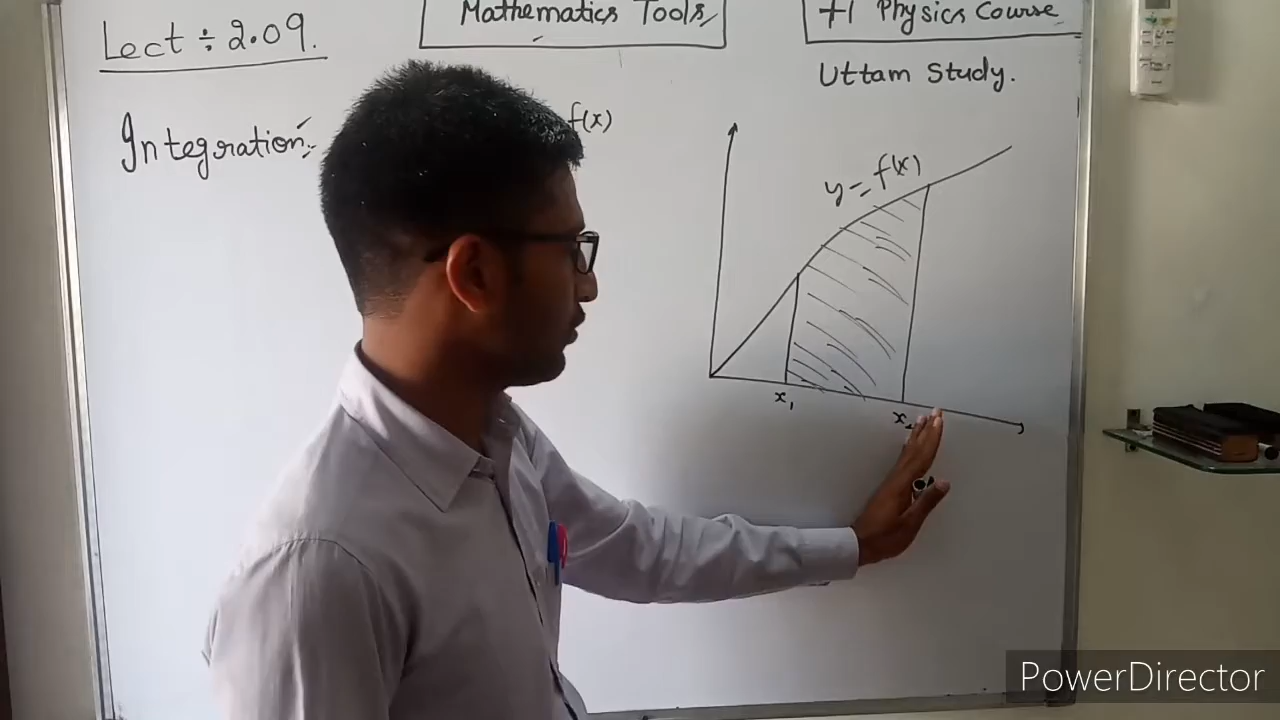 Lect ÷ 2.09.
Mathematics Tools
+1 Physics Course
Uttam Study.
Integration:-
f(x)
y = f(x)
x₁
x₂
PowerDirector